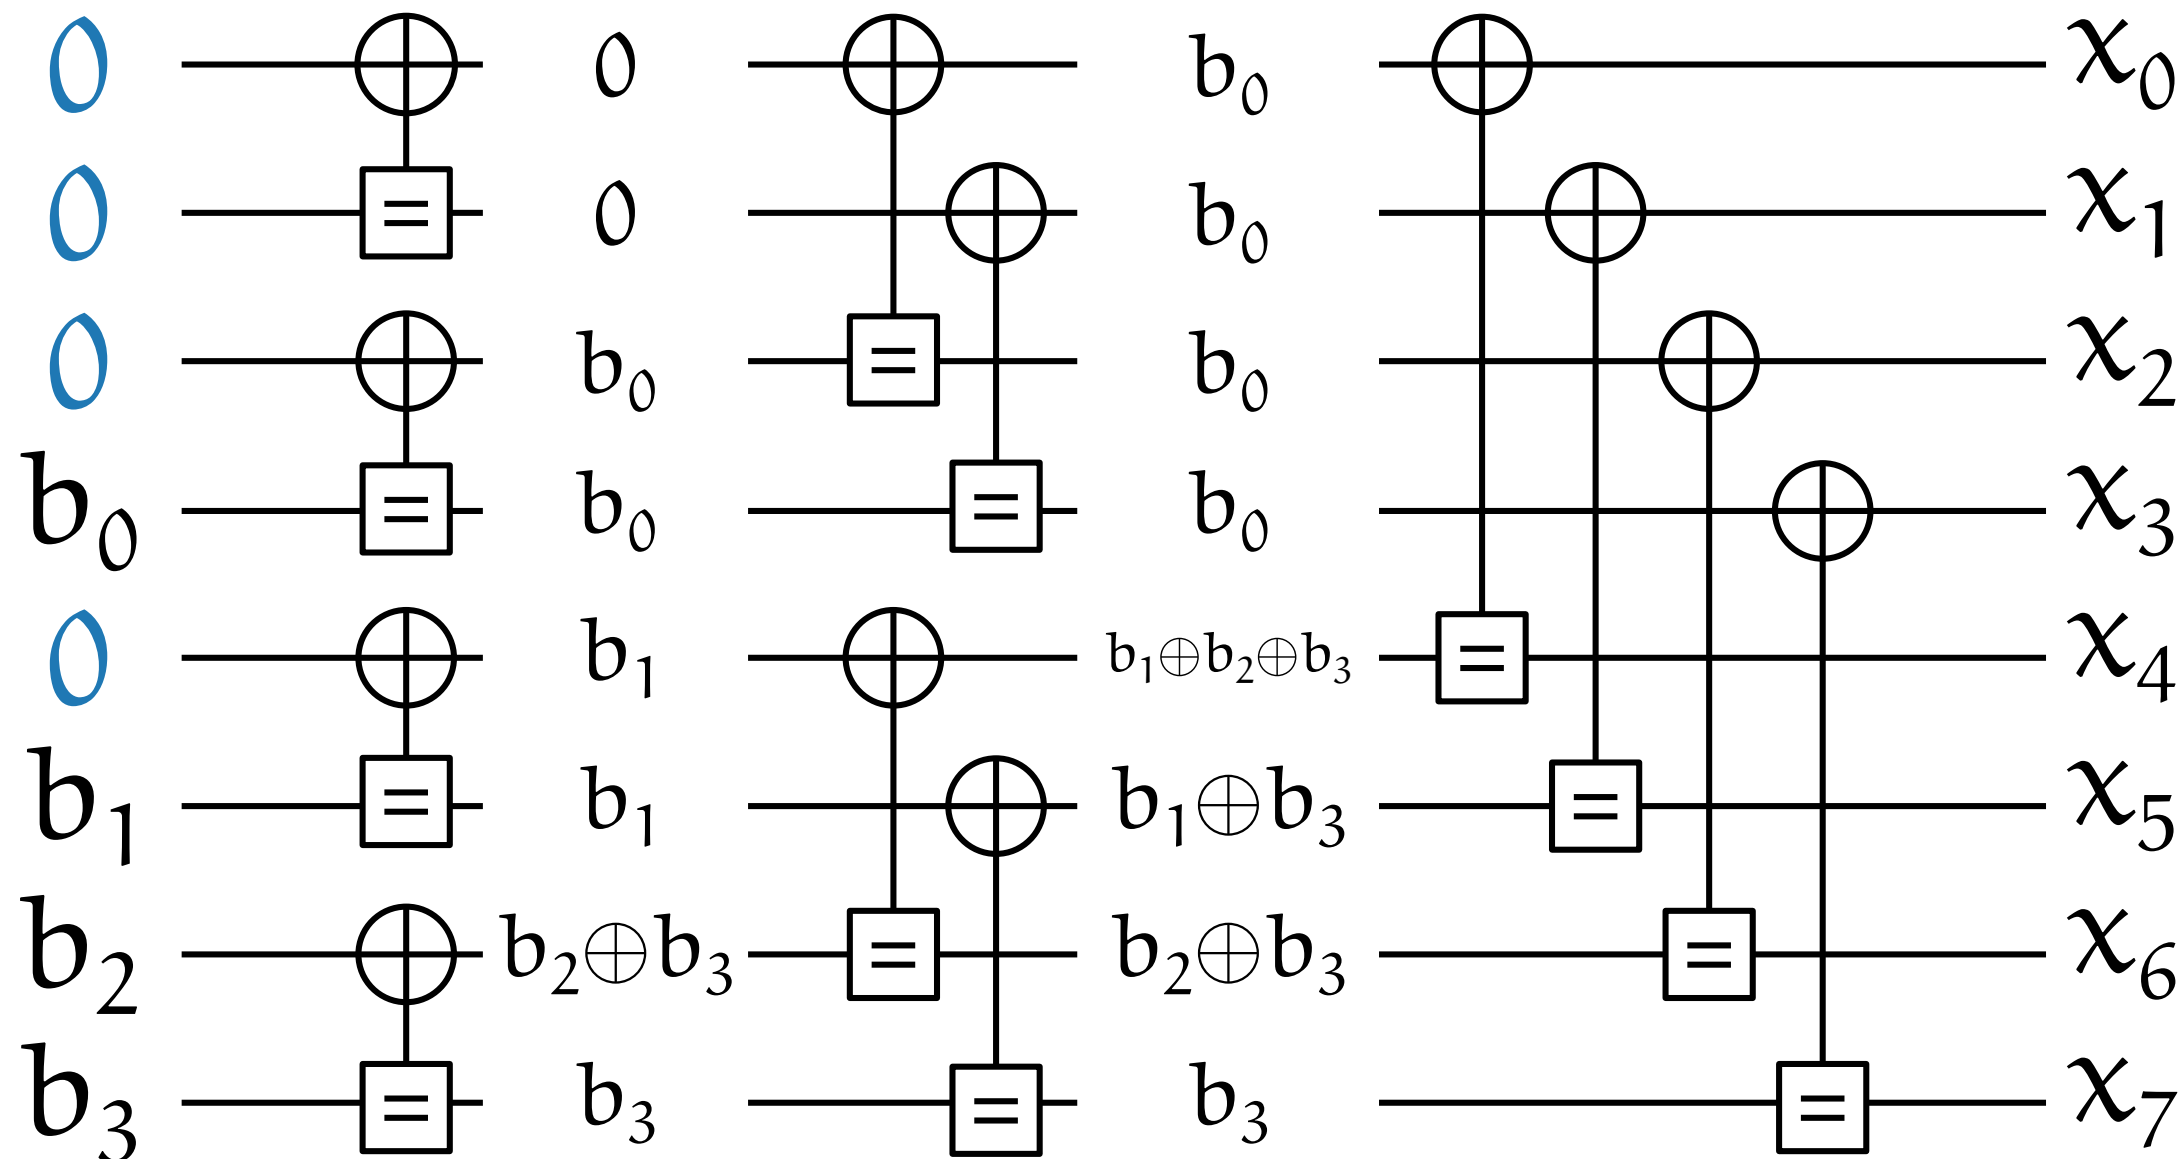 0 0 b₀ x₀
0 0 b₀ x₁
0 b₀ b₀ x₂
= =
b₀ b₀ b₀ x₃
= =
0 b₁ b₁⊕b₂⊕b₃ = x₄
b₁ = b₁ b₁⊕b₃ = x₅
b₂ b₂⊕b₃ = b₂⊕b₃ = x₆
b₃ = b₃ = b₃ = x₇